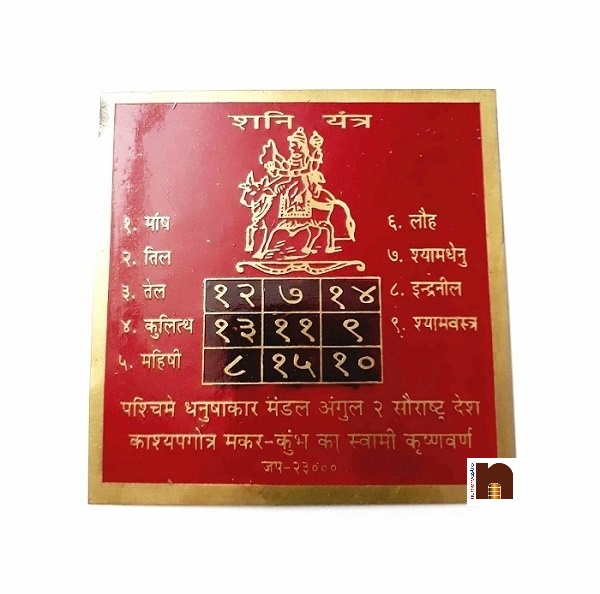 शनि यंत्र
१. मांष
२. तिल
३. तेल
४. कुलित्थ
५. महिषी
६. लौह
७. श्यामधेनु
८. इन्द्रनील
९. श्यामवस्त्र
१२ ७ १४
१३ ११ ९
८ १५ १०
पश्चिमे धनुषाकार मंडल अंगुल २ सौराष्ट् देश
काश्यपगोत्र मकर-कुंभ का स्वामी कृष्णवर्ण
जप-२३०००
n